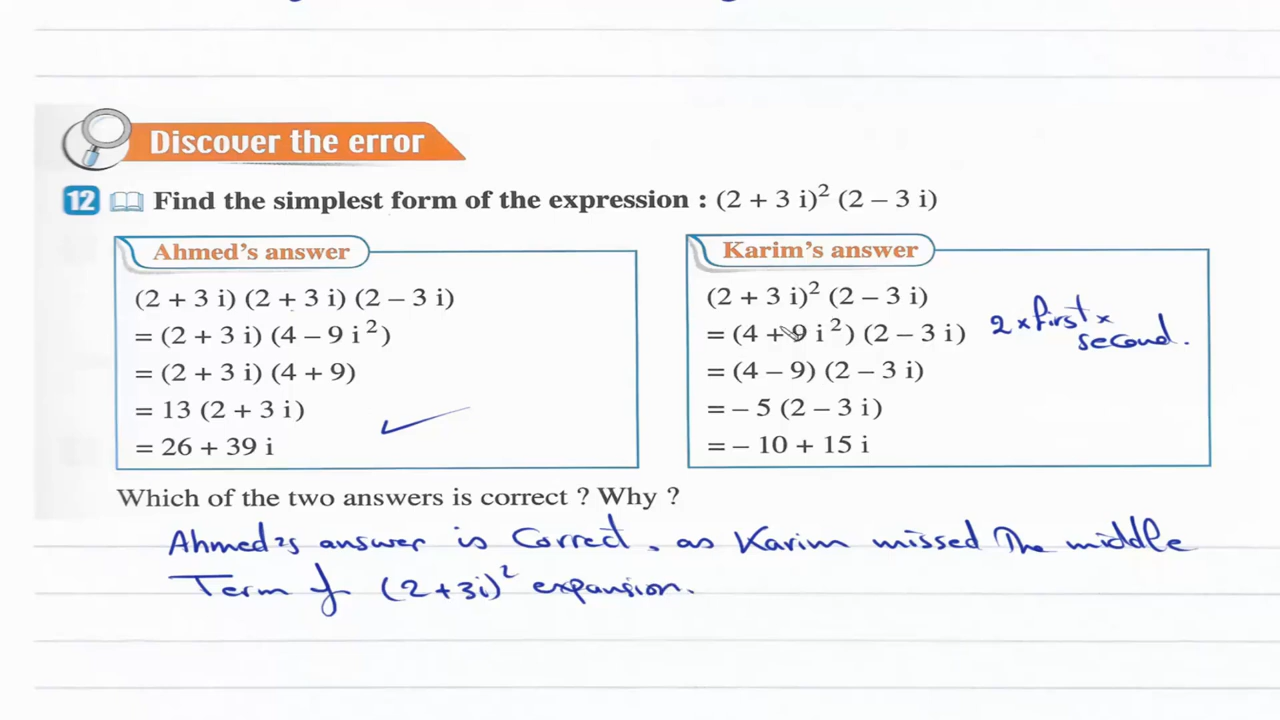 Discover the error
12 Find the simplest form of the expression : (2 + 3 i)² (2 – 3 i)
Ahmed's answer
(2 + 3 i) (2 + 3 i) (2 – 3 i)
= (2 + 3 i) (4 – 9 i²)
= (2 + 3 i) (4 + 9)
= 13 (2 + 3 i)
= 26 + 39 i
Karim's answer
(2 + 3 i)² (2 – 3 i)
= (4 + 9 i²) (2 – 3 i)
= (4 – 9) (2 – 3 i)
= – 5 (2 – 3 i)
= – 10 + 15 i
2 × first ×
second.
Which of the two answers is correct ? Why ?
Ahmed's answer is Correct, as Karim missed The middle
Term of (2+3i)² expansion.